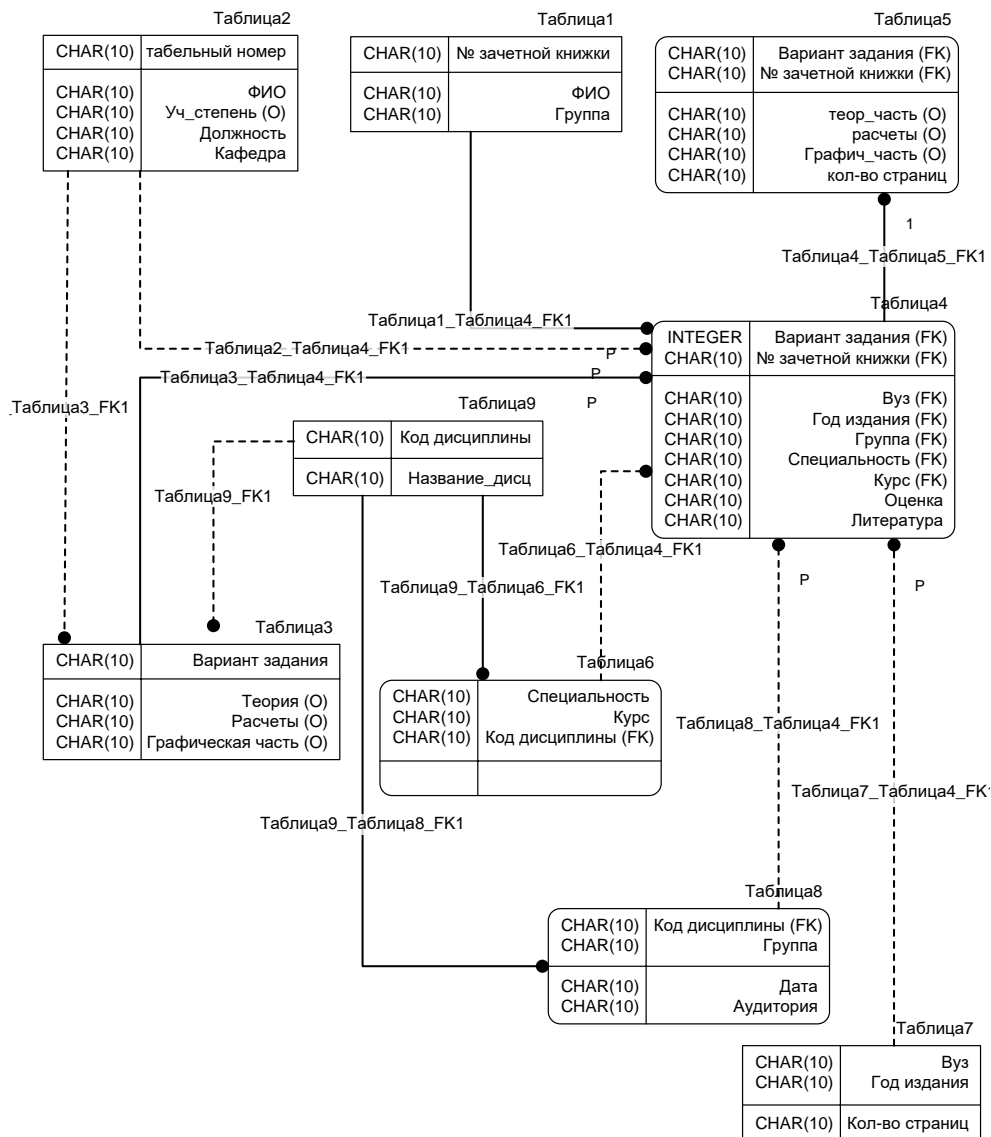 Таблица2
CHAR(10) табельный номер
CHAR(10) ФИО
CHAR(10) Уч_степень (О)
CHAR(10) Должность
CHAR(10) Кафедра
Таблица1
CHAR(10) № зачетной книжки
CHAR(10) ФИО
CHAR(10) Группа
Таблица5
CHAR(10) Вариант задания (FK)
CHAR(10) № зачетной книжки (FK)
CHAR(10) теор_часть (О)
CHAR(10) расчеты (О)
CHAR(10) Графич_часть (О)
CHAR(10) кол-во страниц
1
Таблица4_Таблица5_FK1
Таблица4
INTEGER Вариант задания (FK)
CHAR(10) № зачетной книжки (FK)
CHAR(10) Вуз (FK)
CHAR(10) Год издания (FK)
CHAR(10) Группа (FK)
CHAR(10) Специальность (FK)
CHAR(10) Курс (FK)
CHAR(10) Оценка
CHAR(10) Литература
Таблица1_Таблица4_FK1
Таблица2_Таблица4_FK1
P
Таблица3_Таблица4_FK1
P
_Таблица3_FK1
P
Таблица9
CHAR(10) Код дисциплины
CHAR(10) Название_дисц
Таблица9_FK1
Таблица6_Таблица4_FK1
Таблица9_Таблица6_FK1
P
P
Таблица3
CHAR(10) Вариант задания
CHAR(10) Теория (О)
CHAR(10) Расчеты (О)
CHAR(10) Графическая часть (О)
Таблица6
CHAR(10) Специальность
CHAR(10) Курс
CHAR(10) Код дисциплины (FK)
Таблица8_Таблица4_FK1
Таблица7_Таблица4_FK1
Таблица9_Таблица8_FK1
Таблица8
CHAR(10) Код дисциплины (FK)
CHAR(10) Группа
CHAR(10) Дата
CHAR(10) Аудитория
Таблица7
CHAR(10) Вуз
CHAR(10) Год издания
CHAR(10) Кол-во страниц